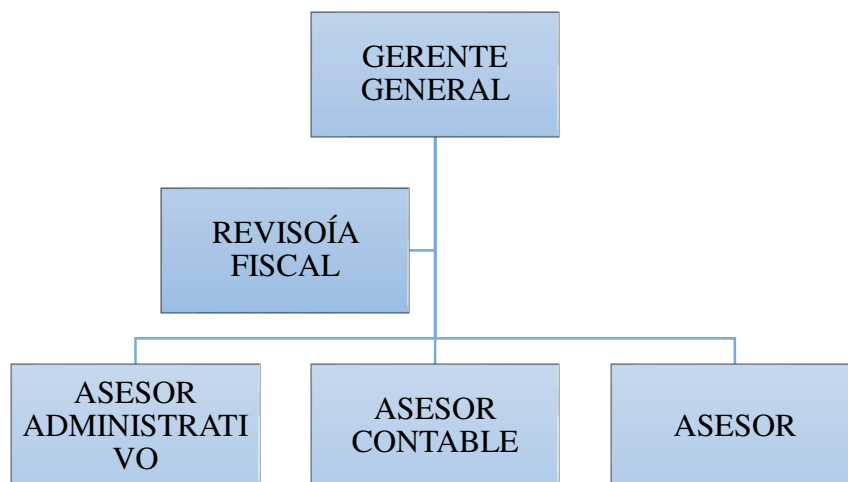 GERENTE
GENERAL
REVISOÍA
FISCAL
ASESOR
ADMINISTRATI
VO
ASESOR
CONTABLE
ASESOR